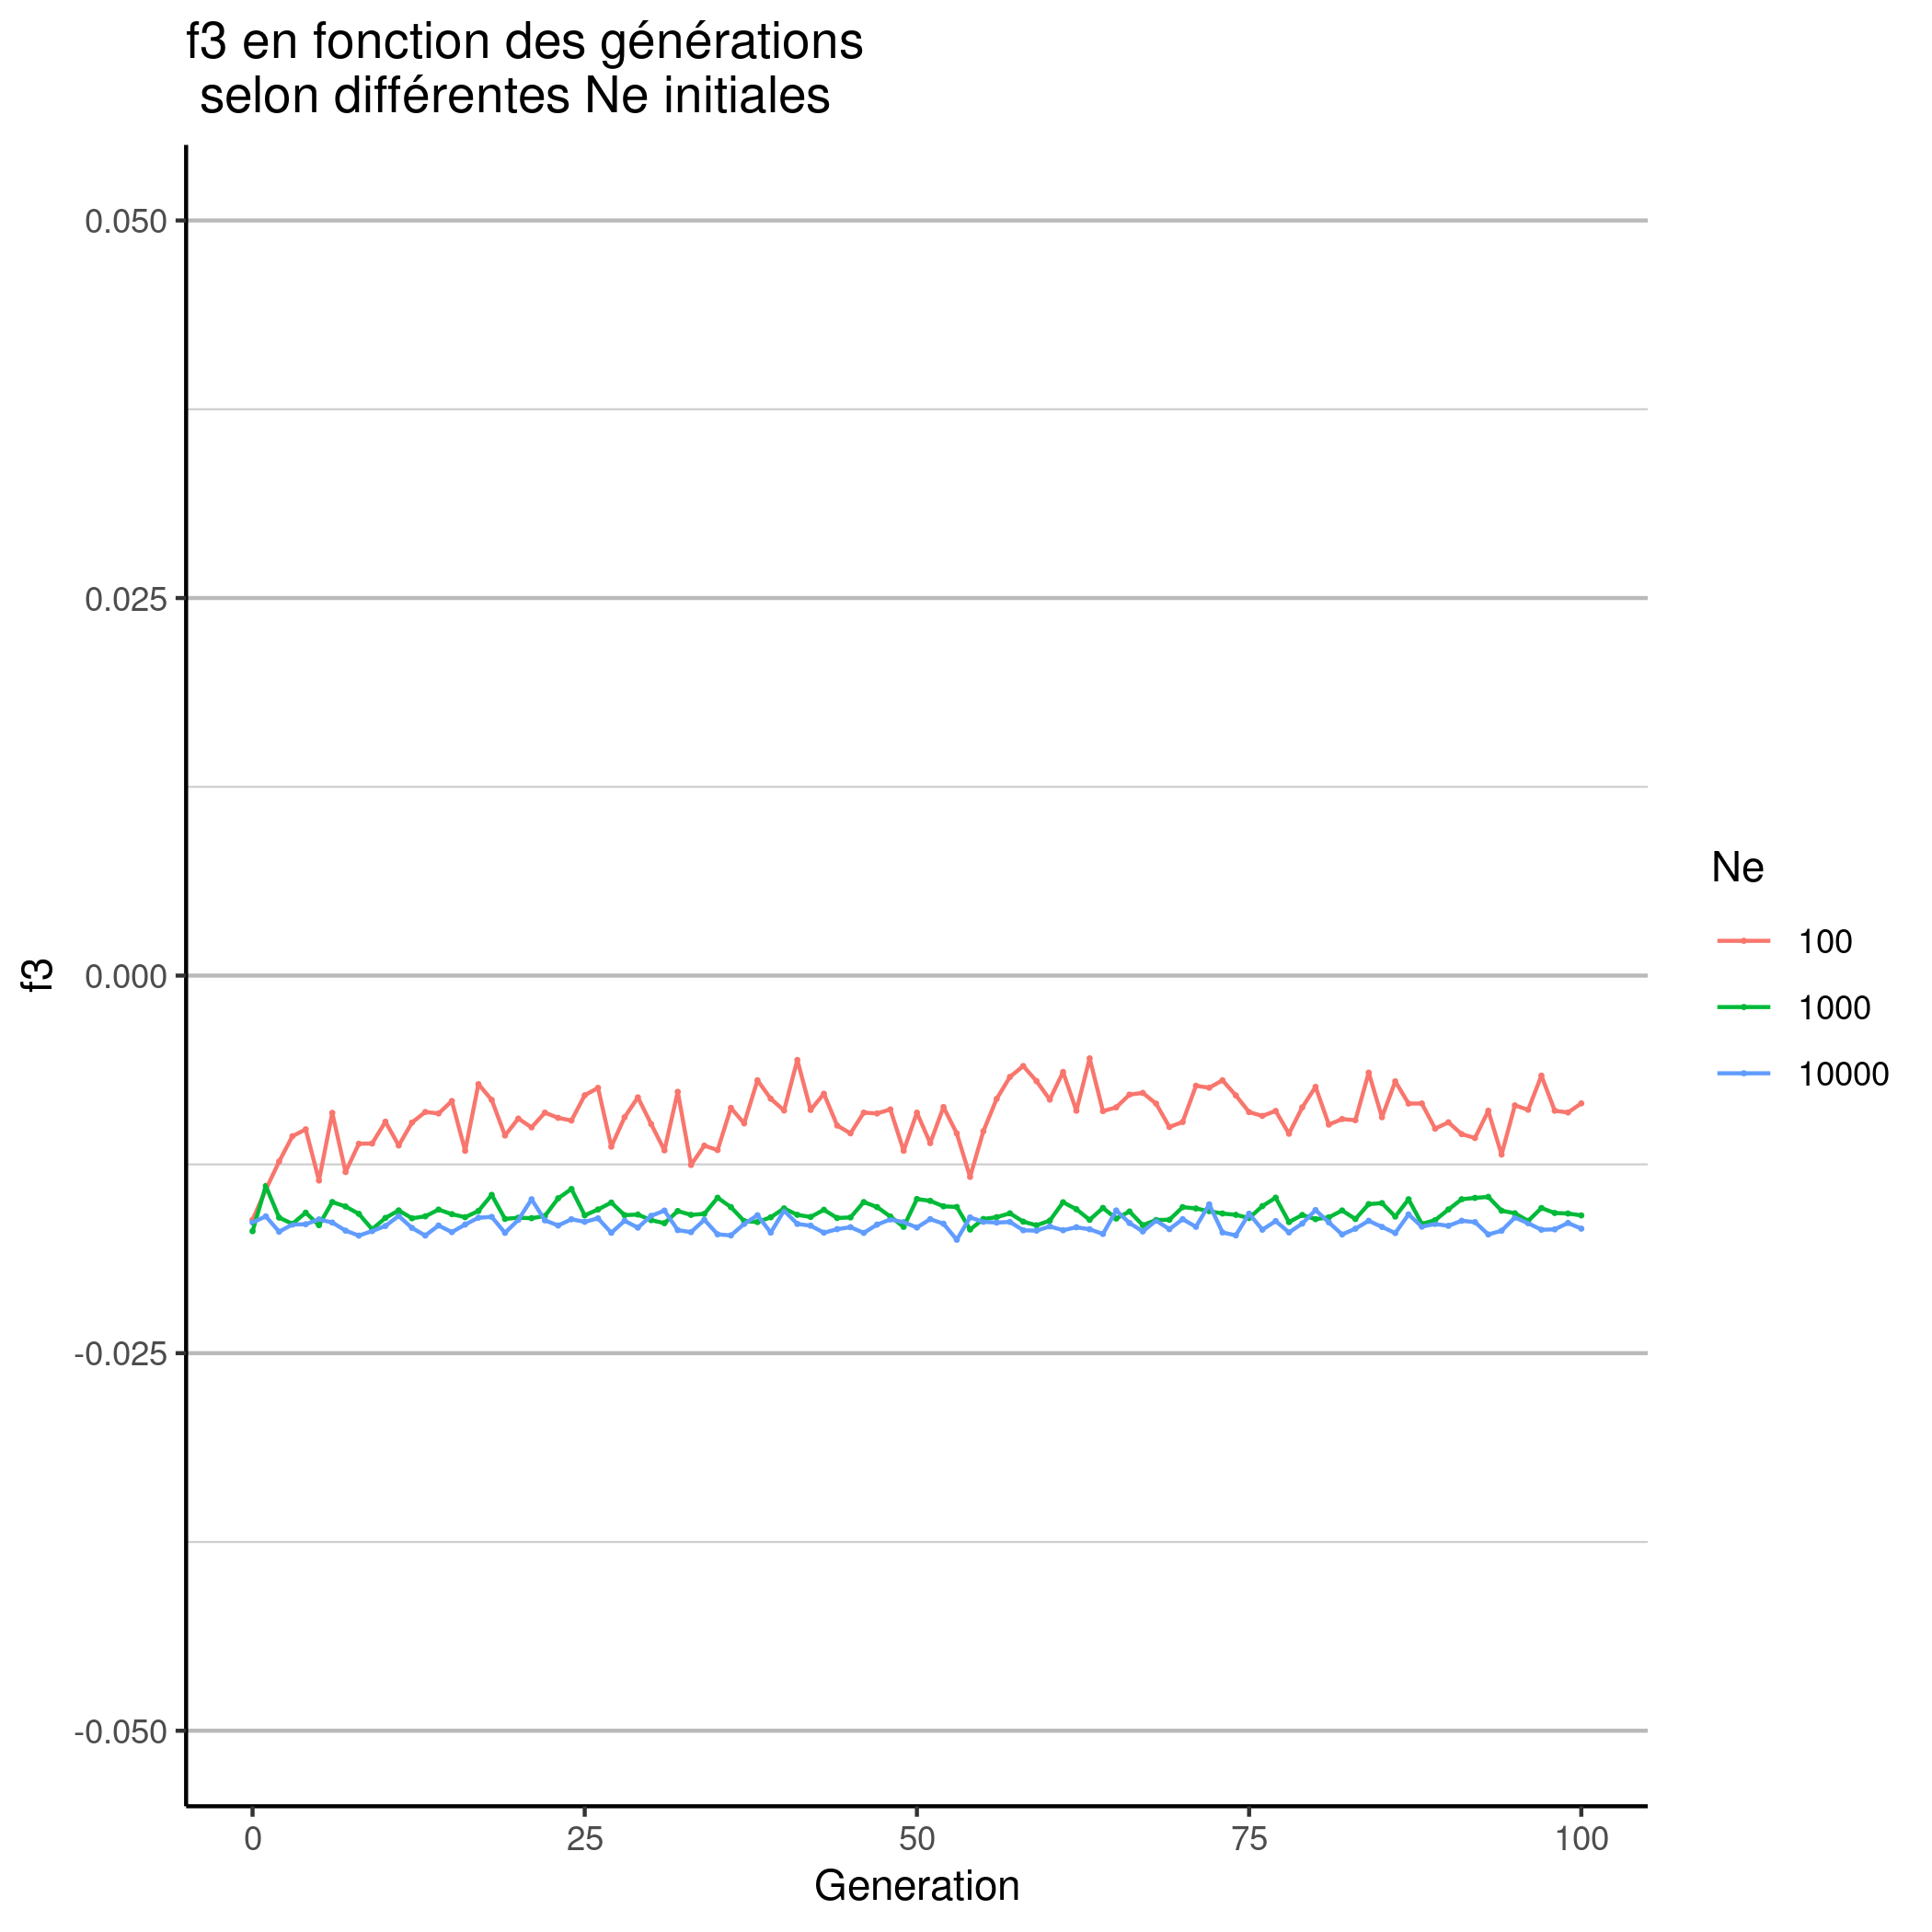 f3 en fonction des générations
selon différentes Ne initiales
0.050
0.025
0.000
-0.025
-0.050
f3
0
25
50
75
100
Generation
Ne
100
1000
10000